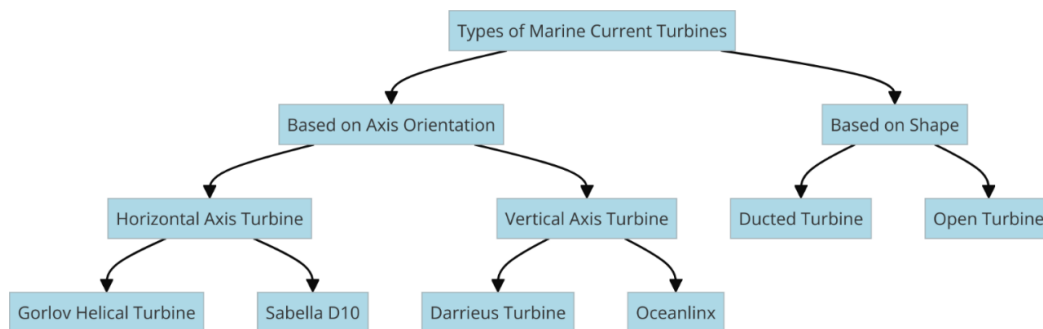 Types of Marine Current Turbines
Based on Axis Orientation
Based on Shape
Horizontal Axis Turbine
Vertical Axis Turbine
Ducted Turbine
Open Turbine
Gorlov Helical Turbine
Sabella D10
Darrieus Turbine
Oceanlinx